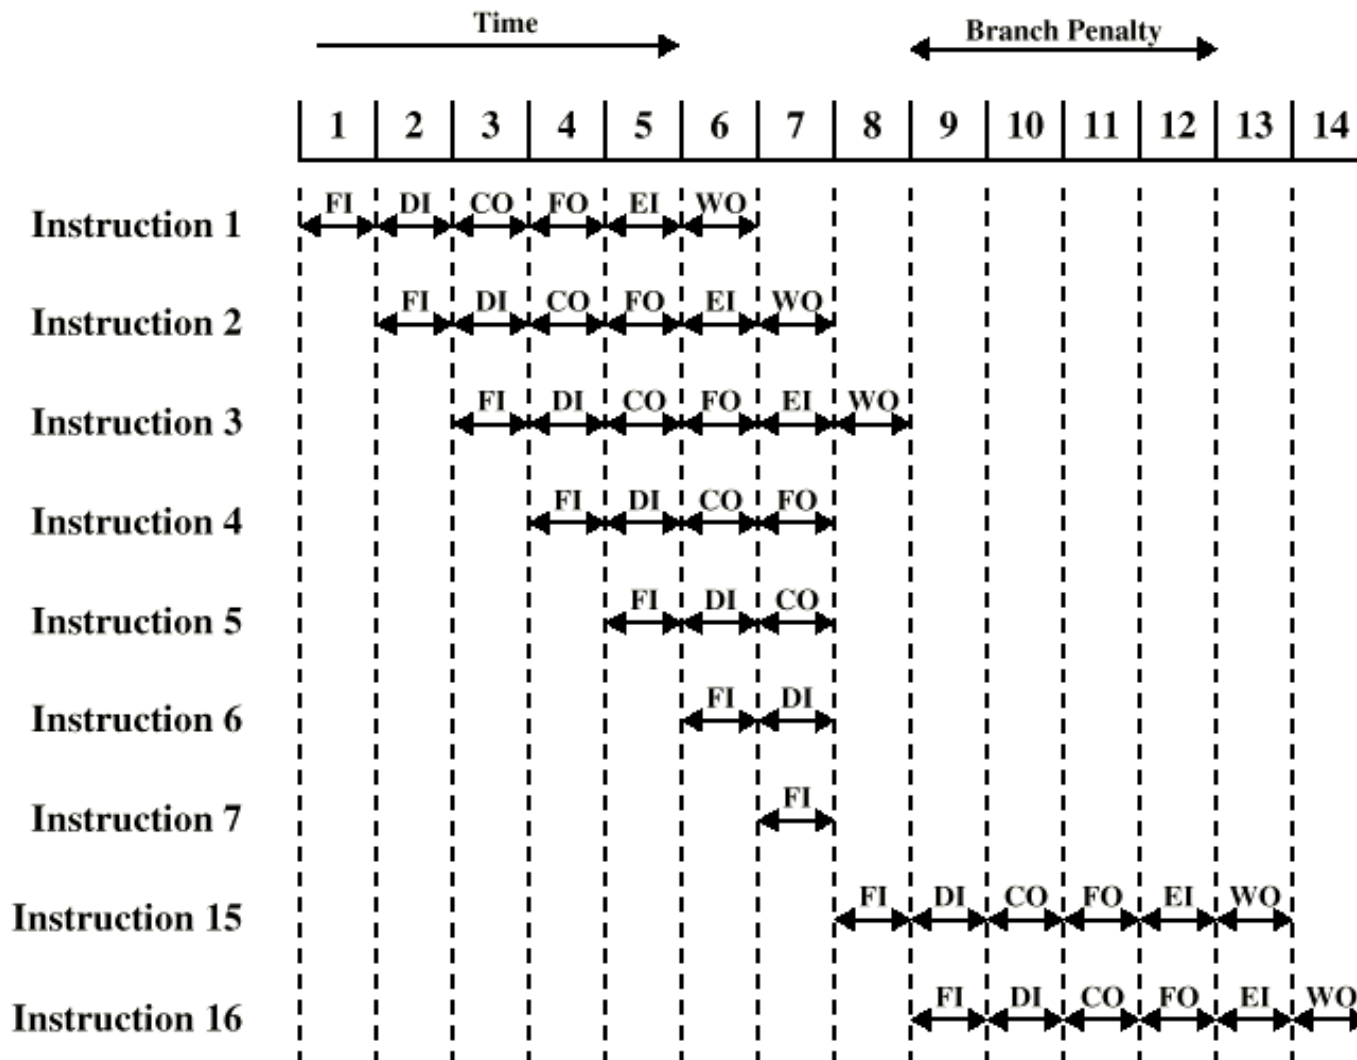 Time Branch Penalty
1 2 3 4 5 6 7 8 9 10 11 12 13 14
Instruction 1 FI DI CO FO EI WO
Instruction 2 FI DI CO FO EI WO
Instruction 3 FI DI CO FO EI WO
Instruction 4 FI DI CO FO
Instruction 5 FI DI CO
Instruction 6 FI DI
Instruction 7 FI
Instruction 15 FI DI CO FO EI WO
Instruction 16 FI DI CO FO EI WO